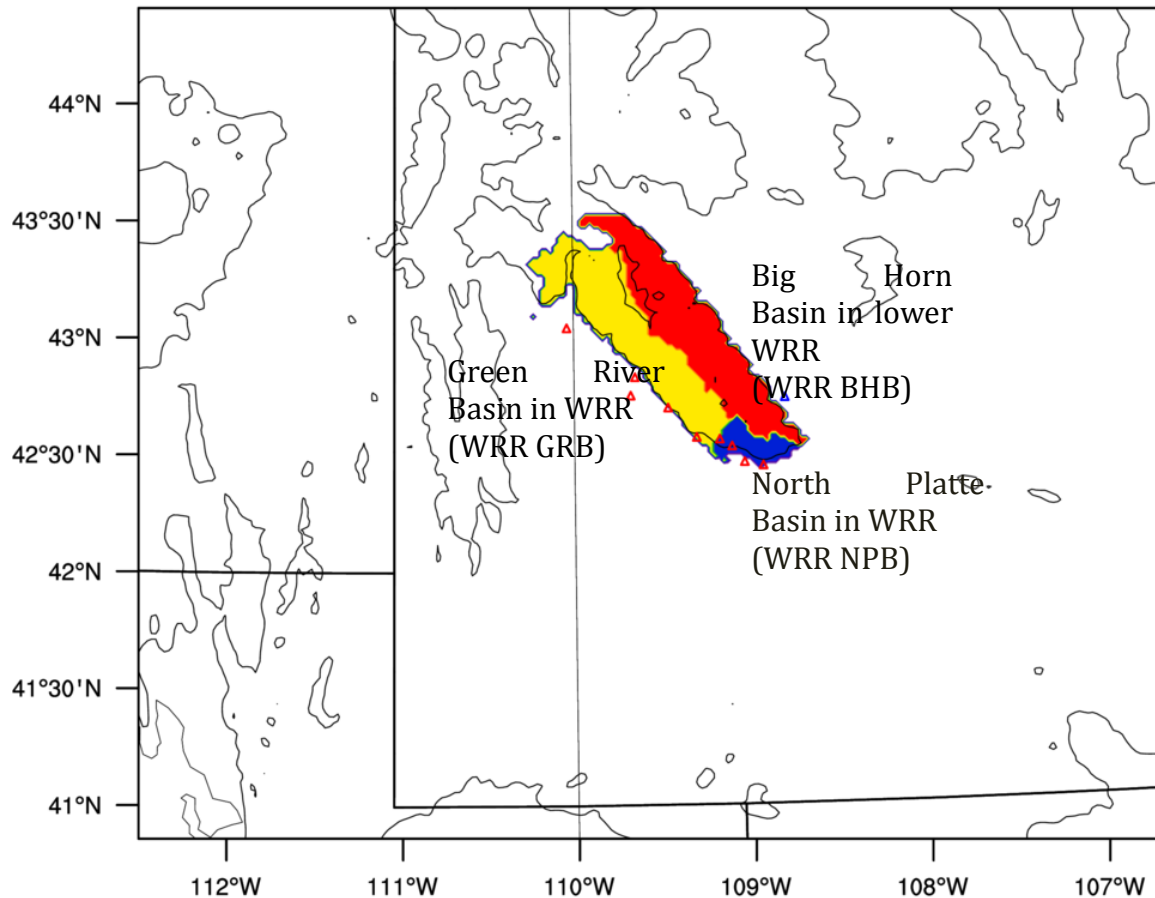 44°N
43°30'N
43°N
42°30'N
42°N
41°30'N
41°N
Big Horn
Basin in lower
WRR
(WRR BHB)
Green River
Basin in WRR
(WRR GRB)
North Platte
Basin in WRR
(WRR NPB)
112°W
111°W
110°W
109°W
108°W
107°W